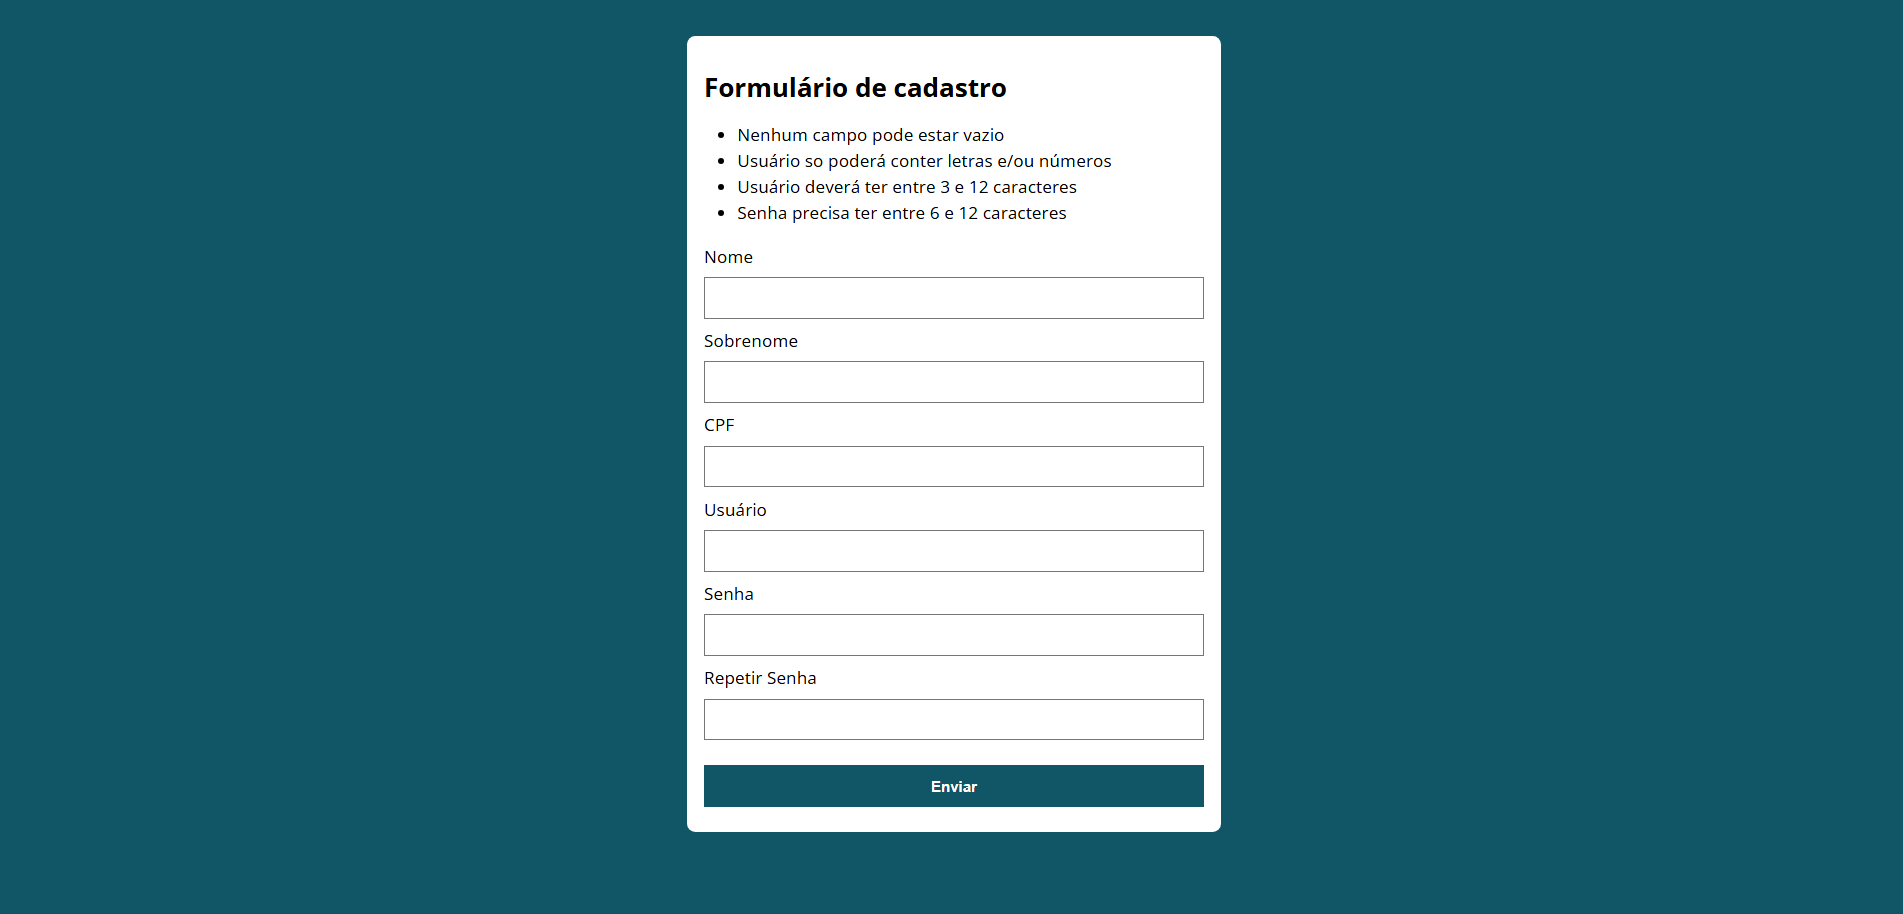 Formulário de cadastro
Nenhum campo pode estar vazio
Usuário so poderá conter letras e/ou números
Usuário deverá ter entre 3 e 12 caracteres
Senha precisa ter entre 6 e 12 caracteres
Nome
Sobrenome
CPF
Usuário
Senha
Repetir Senha
Enviar